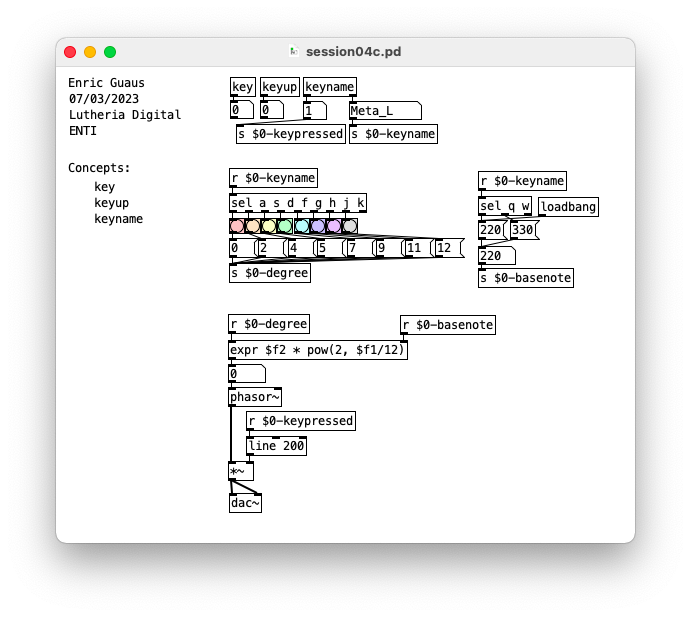 session04c.pd
Enric Guaus
07/03/2023
Lutheria Digital
ENTI
Concepts:
key
keyup
keyname
key keyup keyname
0 0 1 Meta_L
s $0-keypressed s $0-keyname
r $0-keyname
sel a s d f g h j k
0 2 4 5 7 9 11 12
s $0-degree
r $0-keyname
sel q w loadbang
220 330
220
s $0-basenote
r $0-degree r $0-basenote
expr $f2 * pow(2, $f1/12)
0
phasor~
r $0-keypressed
line 200
*~
dac~